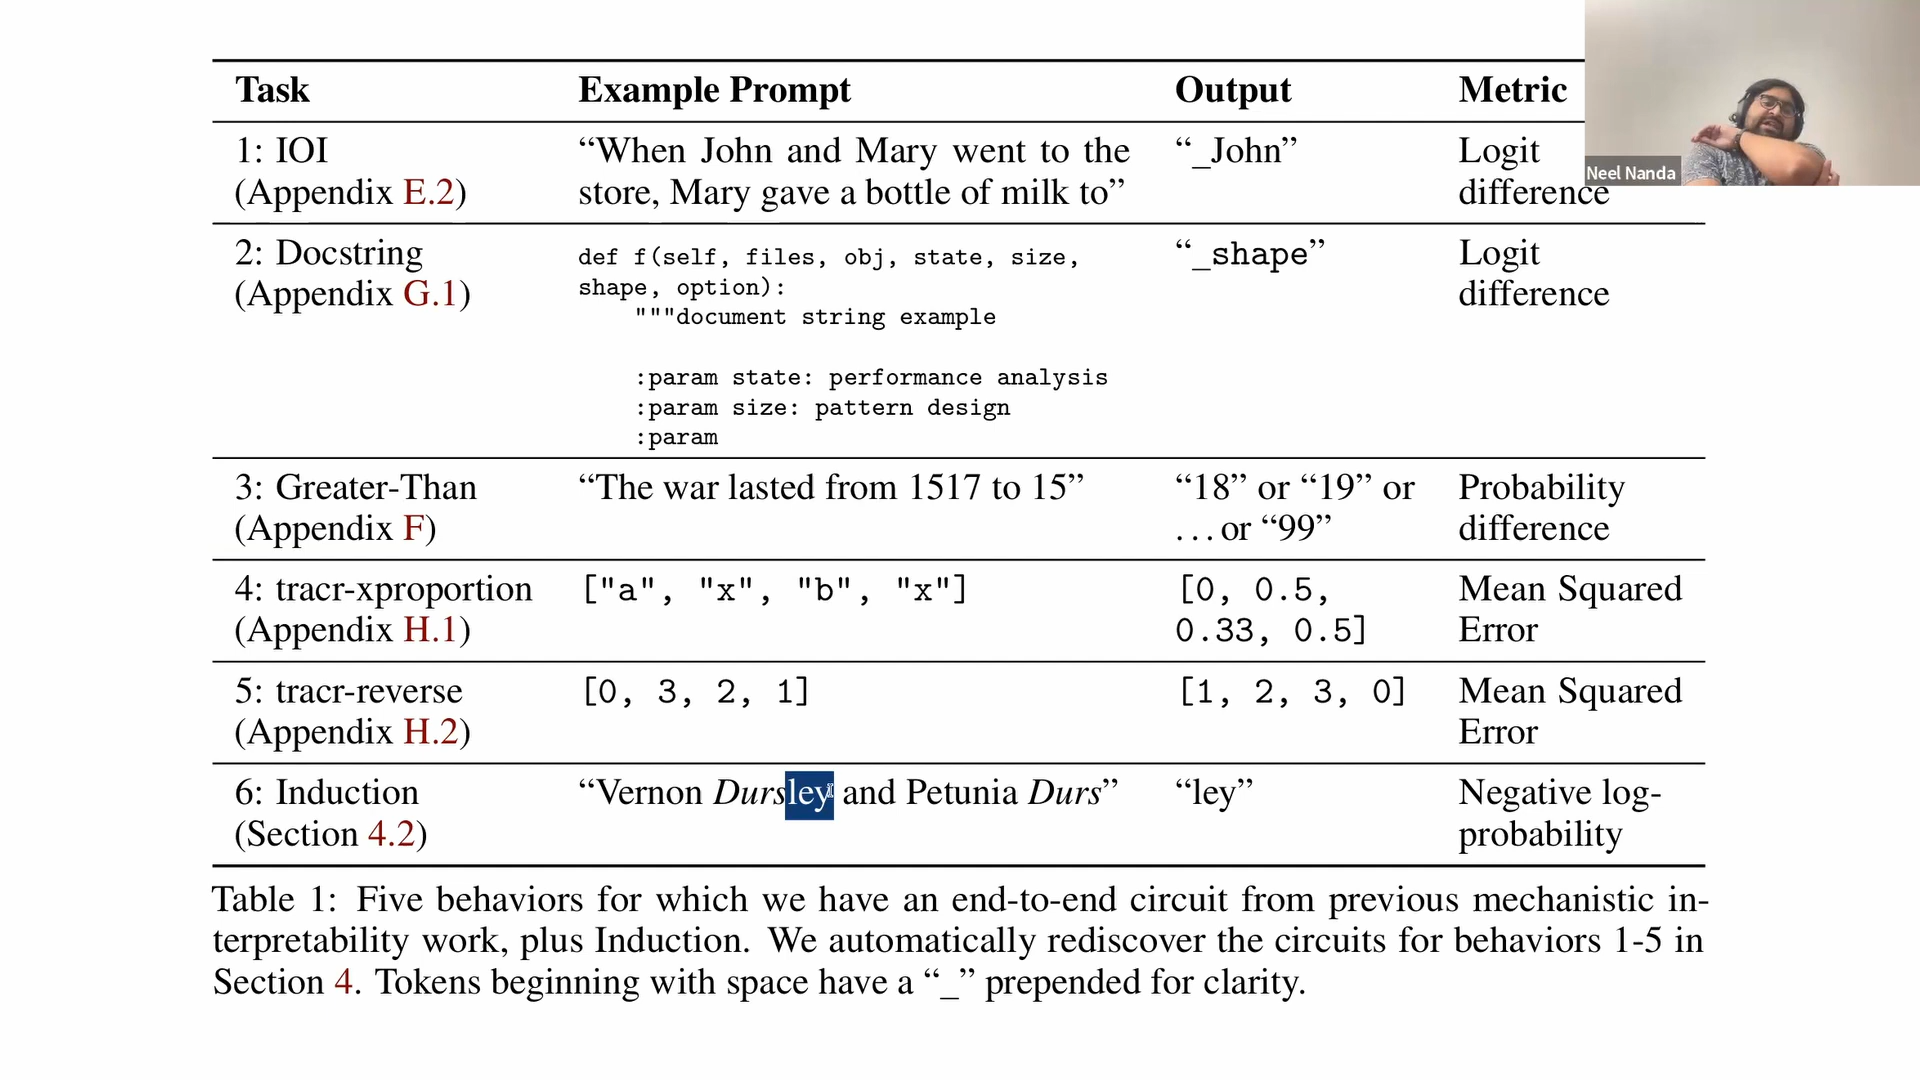 Task Example Prompt Output Metric
1: IOI “When John and Mary went to the “_John” Logit
(Appendix E.2) store, Mary gave a bottle of milk to” difference
Neel Nanda
2: Docstring def f(self, files, obj, state, size, “_shape” Logit
(Appendix G.1) shape, option): difference
"""document string example
:param state: performance analysis
:param size: pattern design
:param
3: Greater-Than “The war lasted from 1517 to 15” “18” or “19” or Probability
(Appendix F) ...or “99” difference
4: tracr-xproportion ["a", "x", "b", "x"] [0, 0.5, Mean Squared
(Appendix H.1) 0.33, 0.5] Error
5: tracr-reverse [0, 3, 2, 1] [1, 2, 3, 0] Mean Squared
(Appendix H.2) Error
6: Induction “Vernon Dursley and Petunia Durs” “ley” Negative log-
(Section 4.2) probability
Table 1: Five behaviors for which we have an end-to-end circuit from previous mechanistic in-
terpretability work, plus Induction. We automatically rediscover the circuits for behaviors 1-5 in
Section 4. Tokens beginning with space have a “_” prepended for clarity.